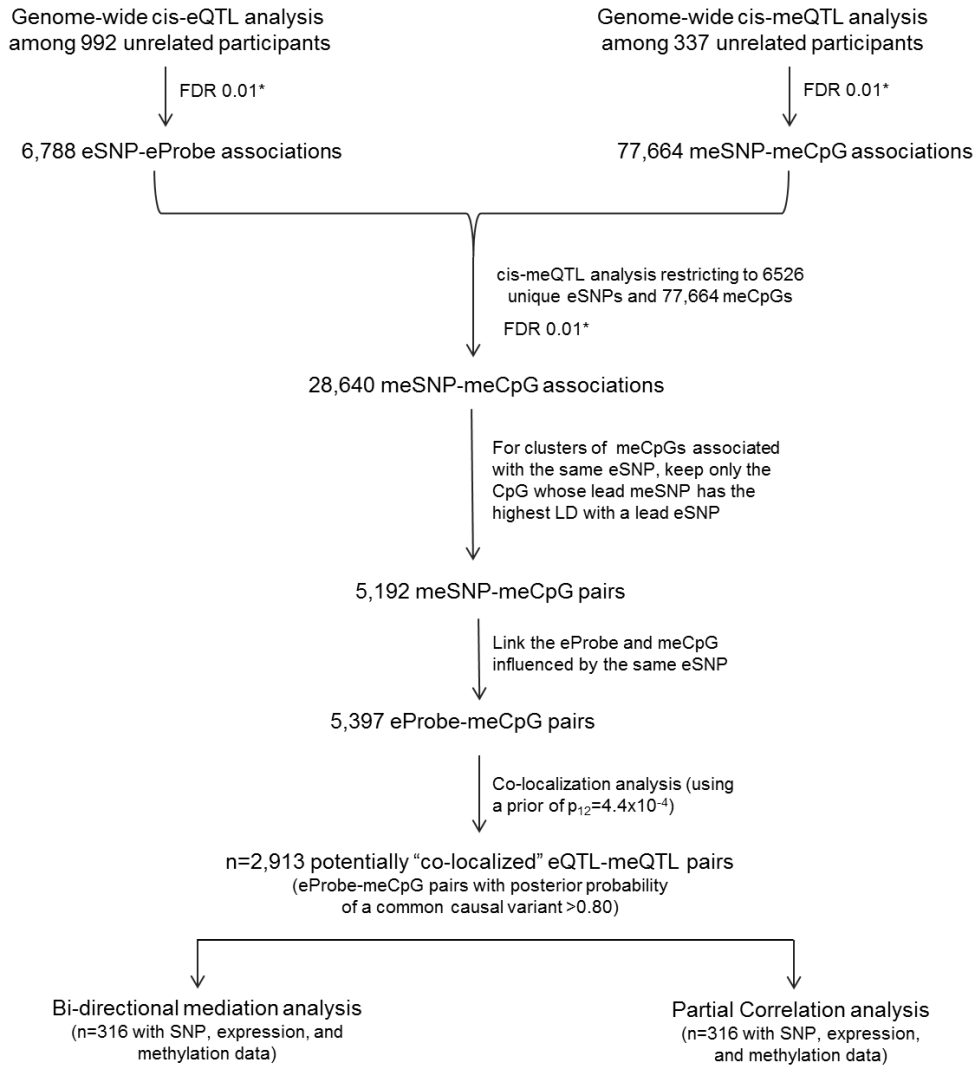 Genome-wide cis-eQTL analysis
among 992 unrelated participants
Genome-wide cis-meQTL analysis
among 337 unrelated participants
FDR 0.01*
FDR 0.01*
6,788 eSNP-eProbe associations
77,664 meSNP-meCpG associations
cis-meQTL analysis restricting to 6526
unique eSNPs and 77,664 meCpGs
FDR 0.01*
28,640 meSNP-meCpG associations
For clusters of meCpGs associated
with the same eSNP, keep only the
CpG whose lead meSNP has the
highest LD with a lead eSNP
5,192 meSNP-meCpG pairs
Link the eProbe and meCpG
influenced by the same eSNP
5,397 eProbe-meCpG pairs
Co-localization analysis (using
a prior of p₁₂=4.4x10⁻⁴)
n=2,913 potentially “co-localized” eQTL-meQTL pairs
(eProbe-meCpG pairs with posterior probability
of a common causal variant >0.80)
Bi-directional mediation analysis
(n=316 with SNP, expression, and
methylation data)
Partial Correlation analysis
(n=316 with SNP, expression,
and methylation data)